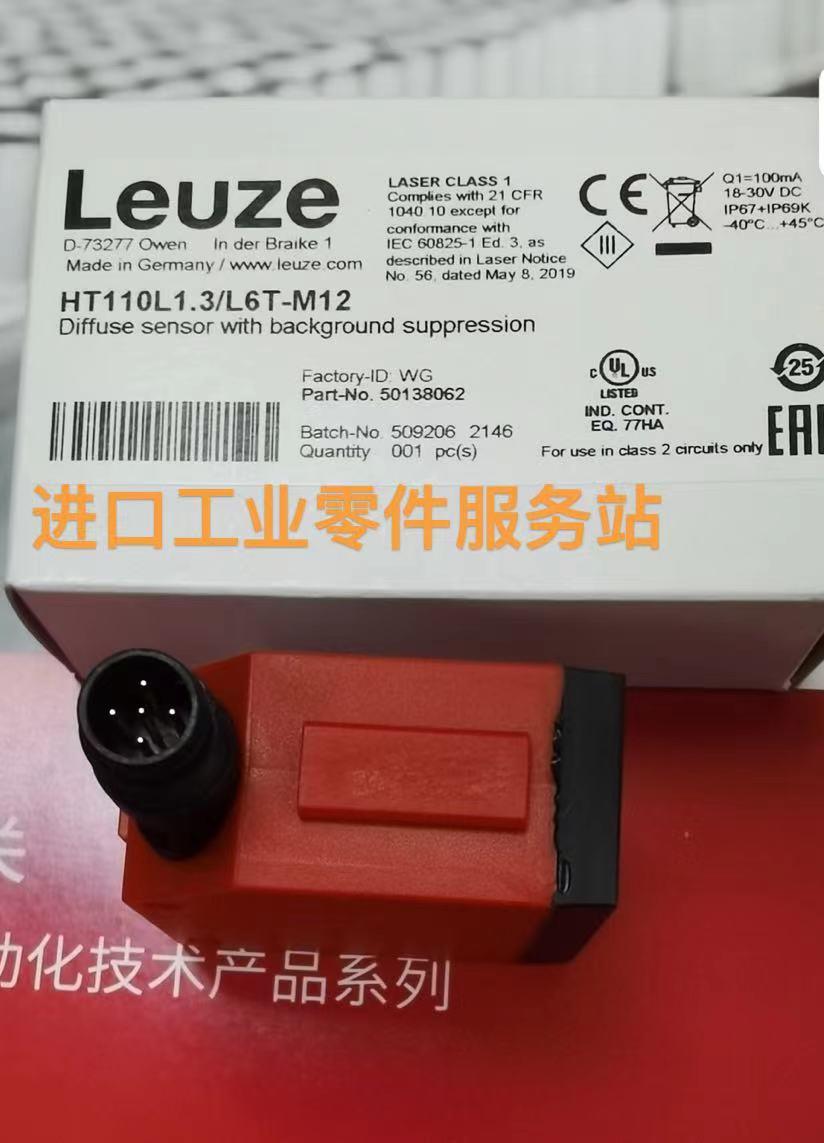 Leuze
D-73277 Owen In der Braike 1
Made in Germany / www.leuze.com
LASER CLASS 1
Complies with 21 CFR
1040.10 except for
conformance with
IEC 60825-1 Ed. 3, as
described in Laser Notice
No. 56, dated May 8, 2019
CE
III
Q1=100mA
18-30V DC
IP67+IP69K
-40°C...+45°C
HT110L1.3/L6T-M12
Diffuse sensor with background suppression
Factory-ID: WG
Part-No. 50138062
Batch-No. 509206 2146
Quantity 001 pc(s)
C UL US
LISTED
IND. CONT.
EQ. 77HA
For use in class 2 circuits only
25
EAC
进口工业零件服务站
动化技术产品系列